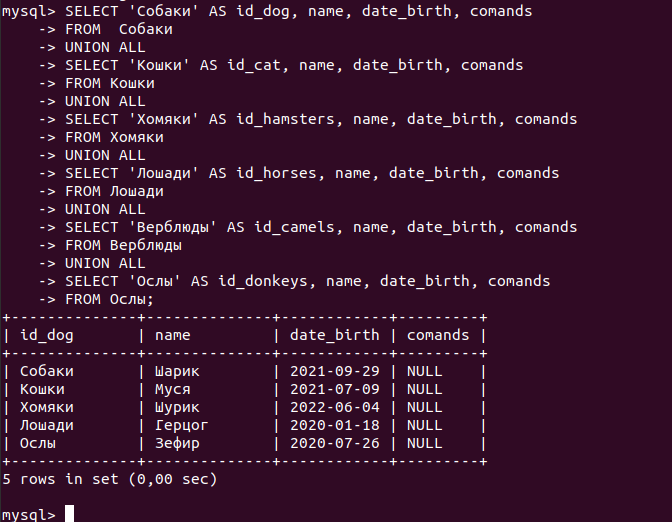 mysql> SELECT 'Собаки' AS id_dog, name, date_birth, comands
    -> FROM  Собаки
    -> UNION ALL
    -> SELECT 'Кошки' AS id_cat, name, date_birth, comands
    -> FROM Кошки
    -> UNION ALL
    -> SELECT 'Хомяки' AS id_hamsters, name, date_birth, comands
    -> FROM Хомяки
    -> UNION ALL
    -> SELECT 'Лошади' AS id_horses, name, date_birth, comands
    -> FROM Лошади
    -> UNION ALL
    -> SELECT 'Верблюды' AS id_camels, name, date_birth, comands
    -> FROM Верблюды
    -> UNION ALL
    -> SELECT 'Ослы' AS id_donkeys, name, date_birth, comands
    -> FROM Ослы;
+--------------+--------------+------------+---------+
| id_dog       | name         | date_birth | comands |
+--------------+--------------+------------+---------+
| Собаки       | Шарик        | 2021-09-29 | NULL    |
| Кошки        | Муся         | 2021-07-09 | NULL    |
| Хомяки       | Шурик        | 2022-06-04 | NULL    |
| Лошади       | Герцог       | 2020-01-18 | NULL    |
| Ослы         | Зефир        | 2020-07-26 | NULL    |
+--------------+--------------+------------+---------+
5 rows in set (0,00 sec)
mysql>